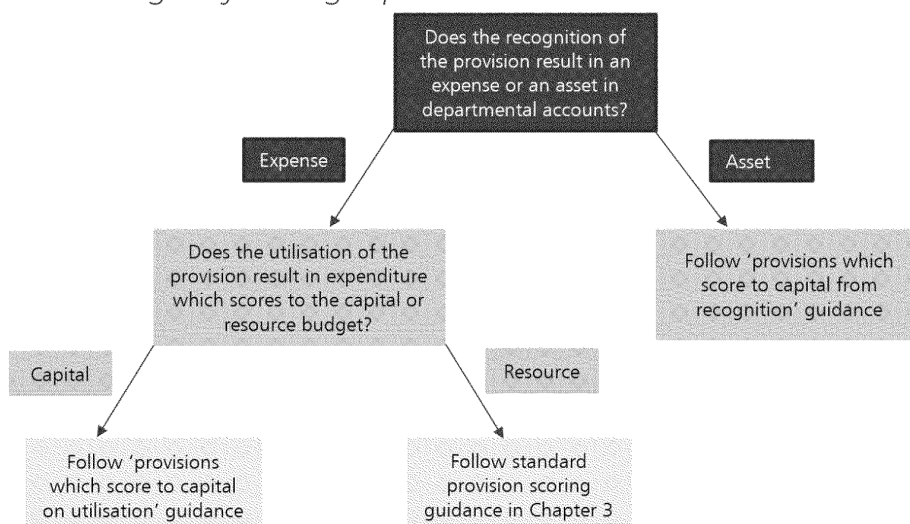 Does the recognition of
the provision result in an
expense or an asset in
departmental accounts?
Expense
Asset
Does the utilisation of the
provision result in expenditure
which scores to the capital or
resource budget?
Follow ‘provisions which
score to capital from
recognition’ guidance
Capital
Resource
Follow ‘provisions
which score to capital
on utilisation’ guidance
Follow standard
provision scoring
guidance in Chapter 3